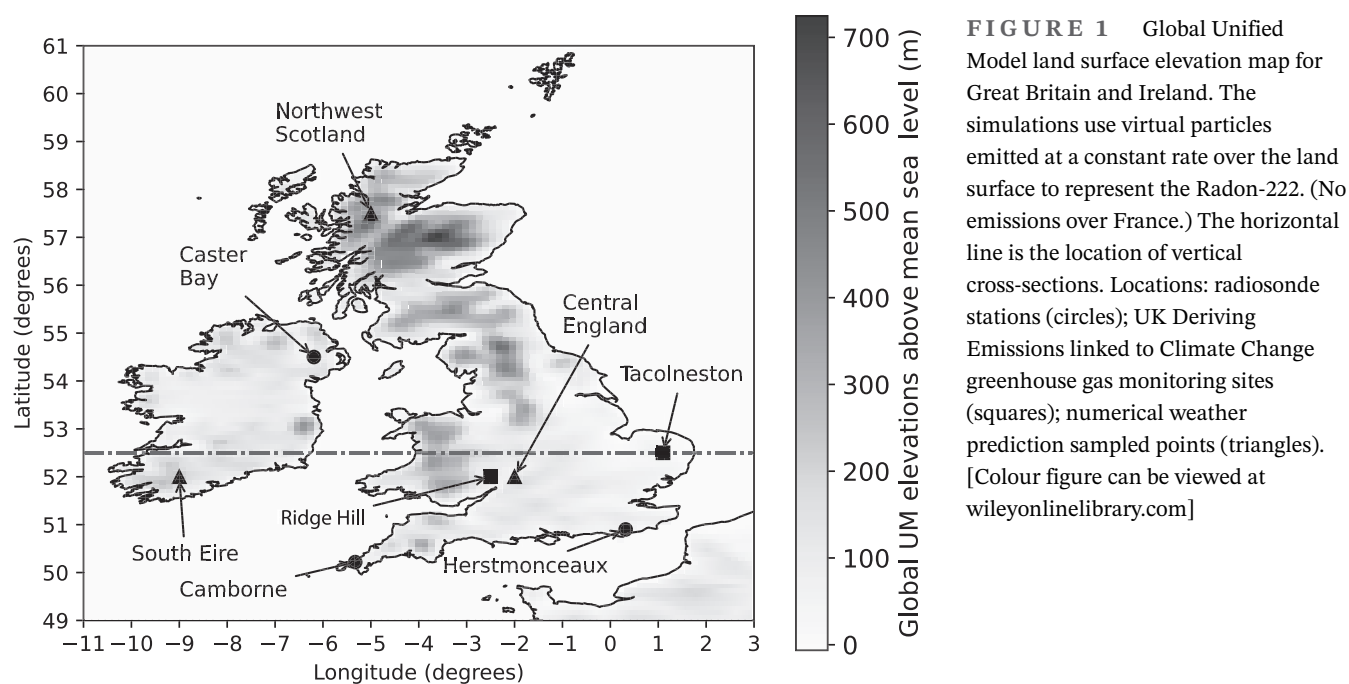 61
60
59
58
57
56
55
54
53
52
51
50
49
Latitude (degrees)
−11 −10 −9 −8 −7 −6 −5 −4 −3 −2 −1 0 1 2 3
Longitude (degrees)
Northwest
Scotland
Caster
Bay
Central
England
Tacolneston
Ridge Hill
South Eire
Camborne
Herstmonceaux
700
600
500
400
300
200
100
0
Global UM elevations above mean sea level (m)
FIGURE 1 Global Unified
Model land surface elevation map for
Great Britain and Ireland. The
simulations use virtual particles
emitted at a constant rate over the land
surface to represent the Radon-222. (No
emissions over France.) The horizontal
line is the location of vertical
cross-sections. Locations: radiosonde
stations (circles); UK Deriving
Emissions linked to Climate Change
greenhouse gas monitoring sites
(squares); numerical weather
prediction sampled points (triangles).
[Colour figure can be viewed at
wileyonlinelibrary.com]